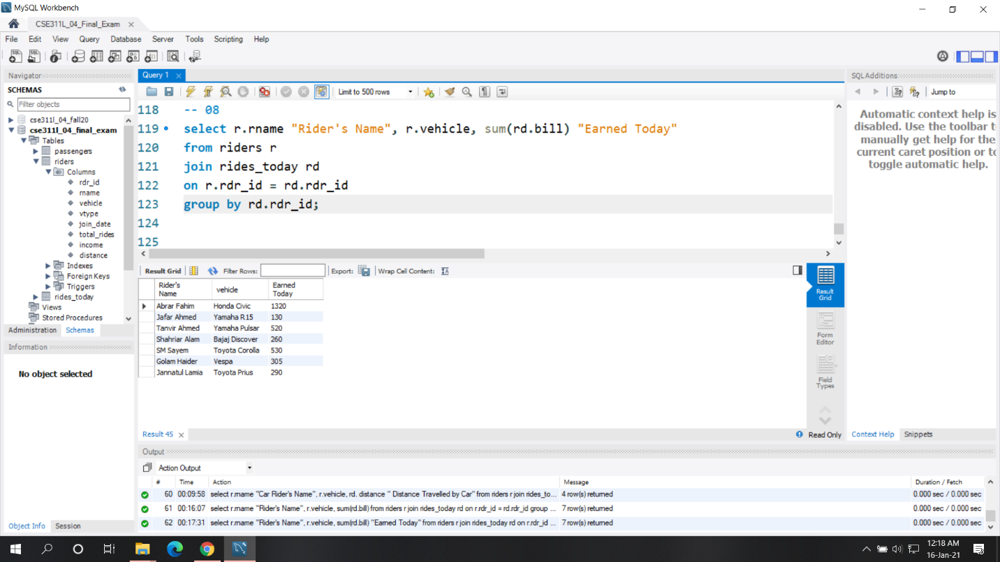 MySQL Workbench
CSE311L_04_Final_Exam
File Edit View Query Database Server Tools Scripting Help
Navigator
SCHEMAS
Filter objects
cse311l_04_fall20
cse311l_04_final_exam
Tables
passengers
riders
Columns
rdr_id
rname
vehicle
vtype
join_date
total_rides
income
distance
Indexes
Foreign Keys
Triggers
rides_today
Views
Stored Procedures
Administration Schemas
Information
No object selected
Object Info Session
Query 1
Limit to 500 rows
118 -- 08
119 select r.rname "Rider's Name", r.vehicle, sum(rd.bill) "Earned Today"
120 from riders r
121 join rides_today rd
122 on r.rdr_id = rd.rdr_id
123 group by rd.rdr_id;
124
125
Result Grid Filter Rows: Export: Wrap Cell Content:
Rider's Name vehicle Earned Today
Abrar Fahim Honda Civic 1320
Jafar Ahmed Yamaha R15 130
Tanvir Ahmed Yamaha Pulsar 520
Shahriar Alam Bajaj Discover 260
SM Sayem Toyota Corolla 530
Golam Haider Vespa 305
Jannatul Lamia Toyota Prius 290
Result Grid
Form Editor
Field Types
Result 45
Read Only
Output
Action Output
# Time Action Message Duration / Fetch
60 00:09:58 select r.rname "Car Rider's Name", r.vehicle, rd. distance " Distance Travelled by Car" from riders r join rides_to... 4 row(s) returned 0.000 sec / 0.000 sec
61 00:16:07 select r.rname "Rider's Name", r.vehicle, sum(rd.bill) from riders r join rides_today rd on r.rdr_id = rd.rdr_id group ... 7 row(s) returned 0.000 sec / 0.000 sec
62 00:17:31 select r.rname "Rider's Name", r.vehicle, sum(rd.bill) "Earned Today" from riders r join rides_today rd on r.rdr_id ... 7 row(s) returned 0.000 sec / 0.000 sec
SQLAdditions
Jump to
Automatic context help is
disabled. Use the toolbar t
manually get help for the
current caret position or to
toggle automatic help.
Context Help Snippets
12:18 AM
16-Jan-21